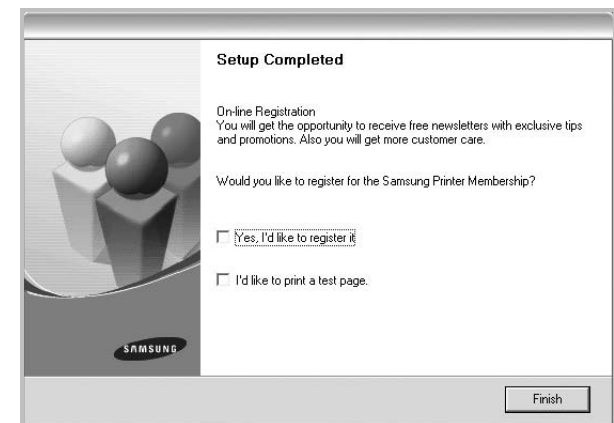 Setup Completed
On-line Registration
You will get the opportunity to receive free newsletters with exclusive tips
and promotions. Also you will get more customer care.
Would you like to register for the Samsung Printer Membership?
Yes, I'd like to register it
I'd like to print a test page.
SAMSUNG
Finish